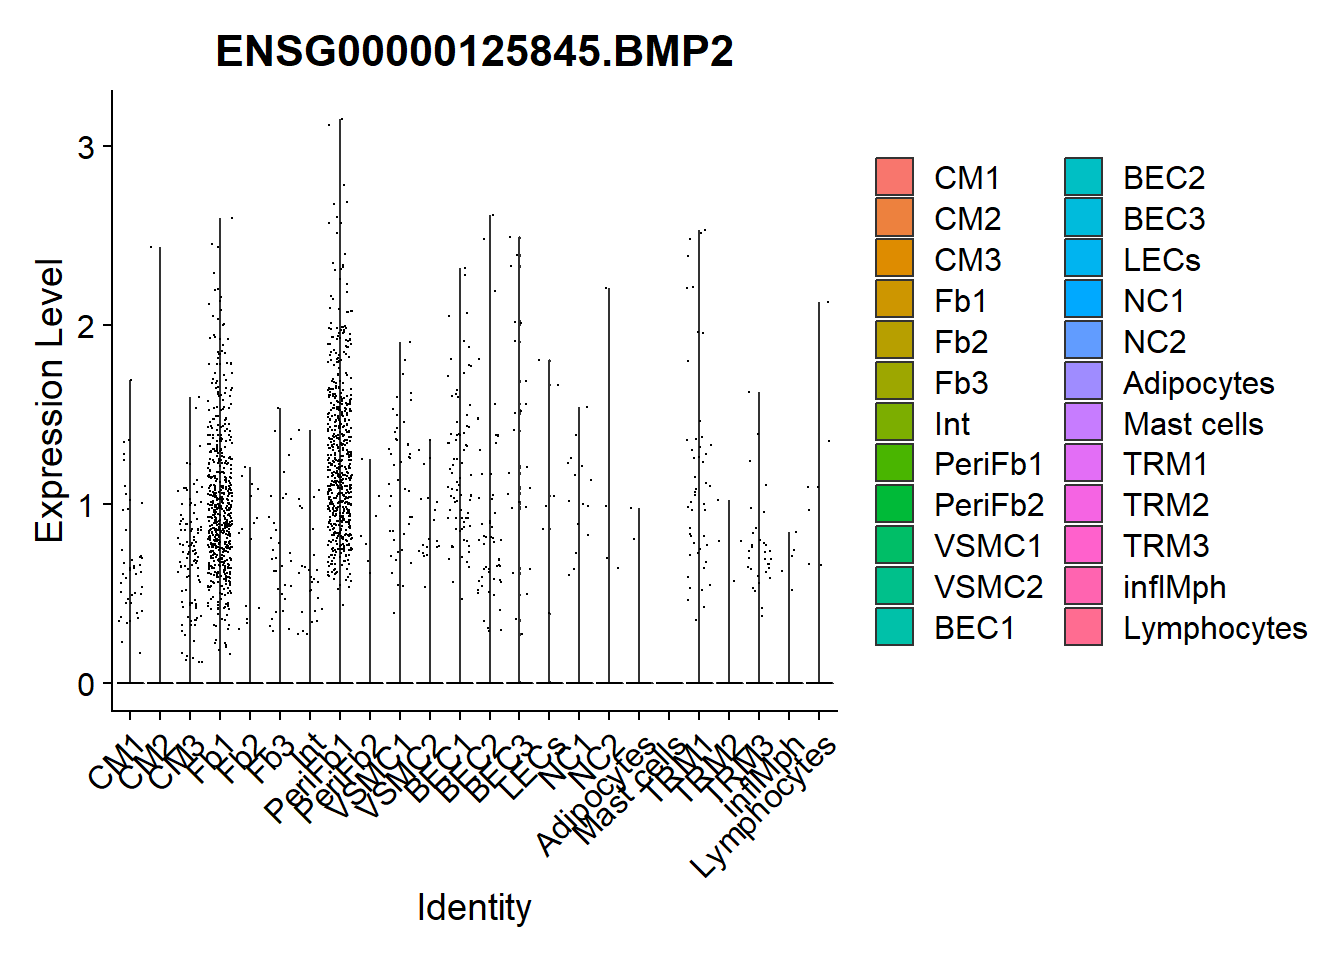 ENSG00000125845.BMP2
Expression Level
3
2
1
0
CM1
CM2
CM3
Fb1
Fb2
Fb3
Int
PeriFb1
PeriFb2
VSMC1
VSMC2
BEC1
BEC2
BEC3
LECs
NC1
NC2
Adipocytes
Mast cells
TRM1
TRM2
TRM3
inflMph
Lymphocytes
Identity
CM1
CM2
CM3
Fb1
Fb2
Fb3
Int
PeriFb1
PeriFb2
VSMC1
VSMC2
BEC1
BEC2
BEC3
LECs
NC1
NC2
Adipocytes
Mast cells
TRM1
TRM2
TRM3
inflMph
Lymphocytes